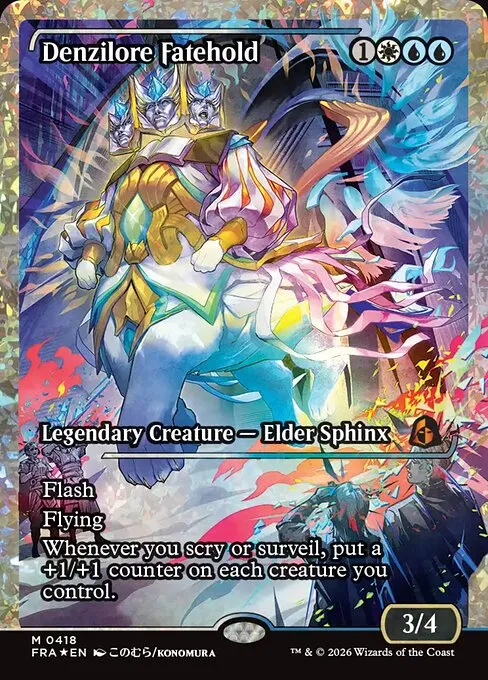 Denzilore Fatehold 1
Legendary Creature — Elder Sphinx
Flash
Flying
Whenever you scry or surveil, put a
+1/+1 counter on each creature you
control.
3/4
M 0418
FRA★EN このむら/KONOMURA
™ & © 2026 Wizards of the Coast